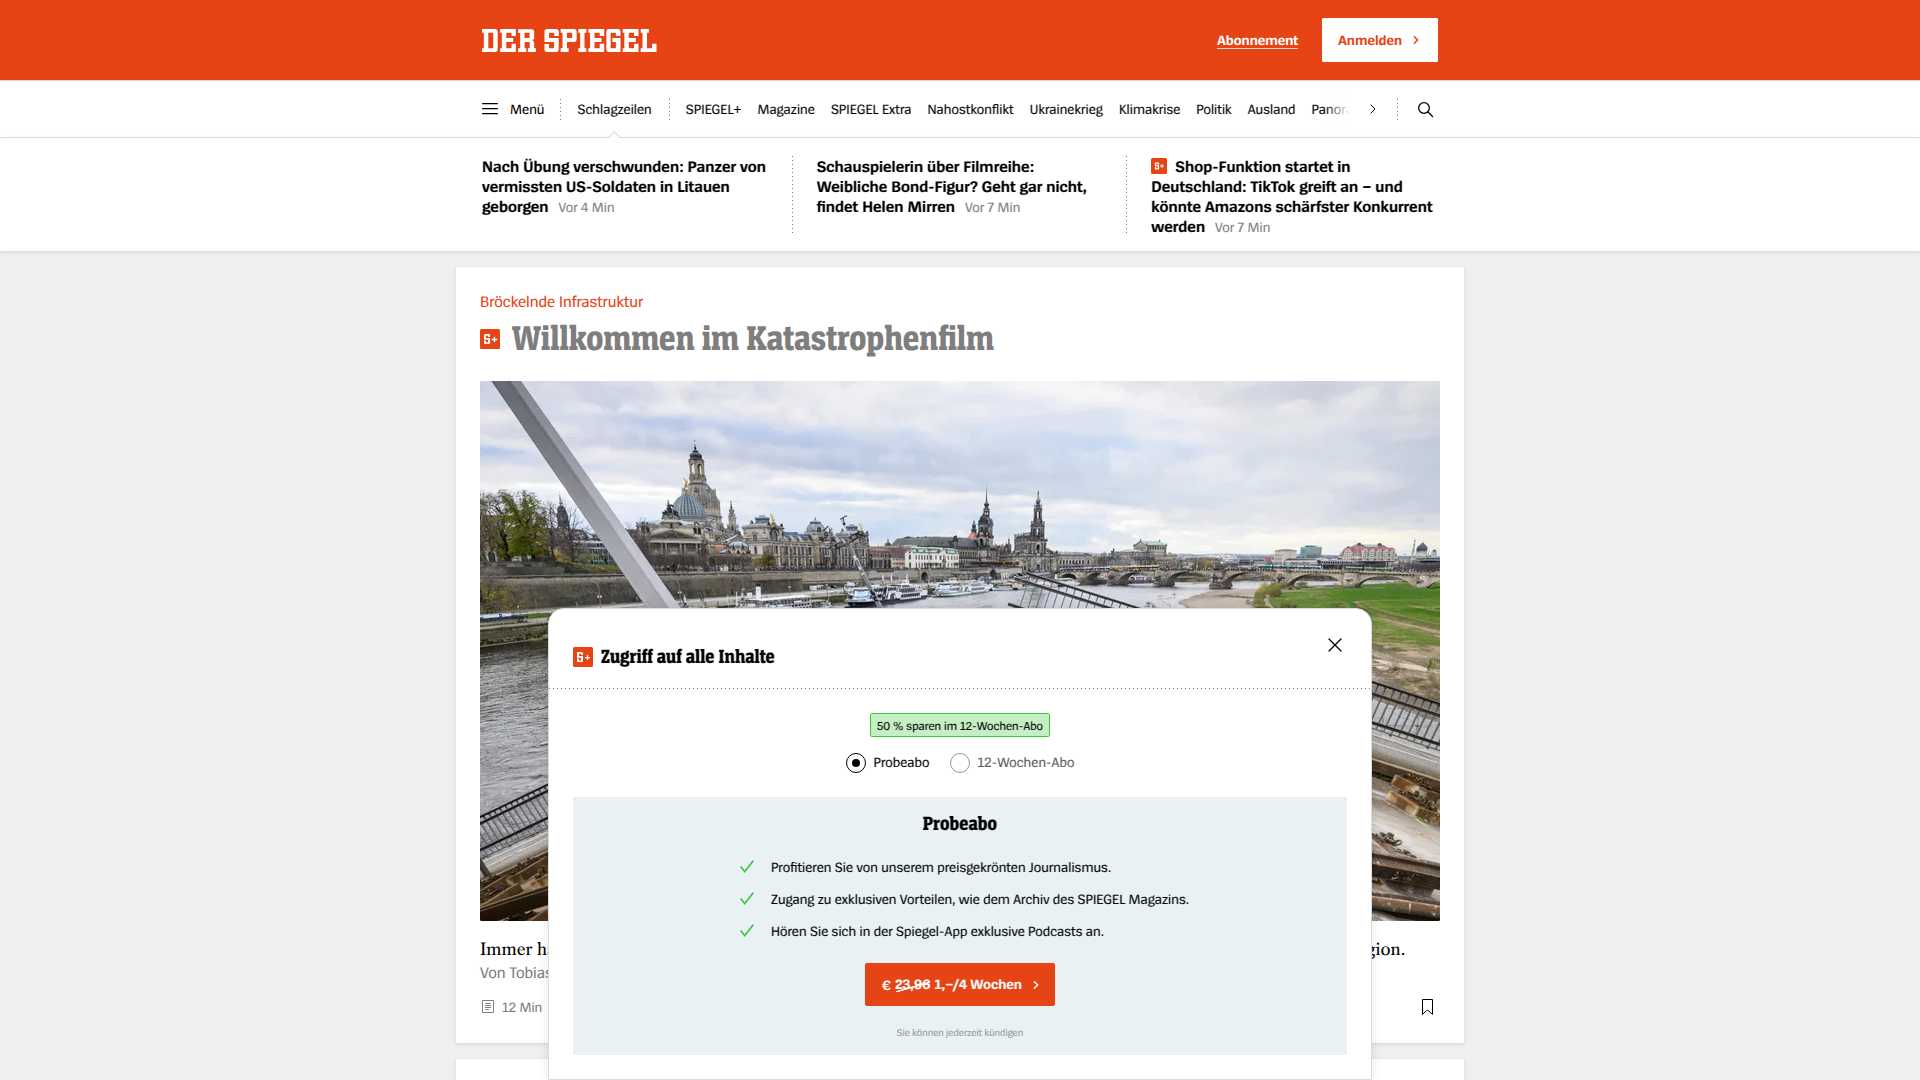 DER SPIEGEL
Abonnement
Anmelden
Menü
Schlagzeilen
SPIEGEL+
Magazine
SPIEGEL Extra
Nahostkonflikt
Ukrainekrieg
Klimakrise
Politik
Ausland
Panor
Nach Übung verschwunden: Panzer von
vermissten US-Soldaten in Litauen
geborgen Vor 4 Min
Schauspielerin über Filmreihe:
Weibliche Bond-Figur? Geht gar nicht,
findet Helen Mirren Vor 7 Min
S+ Shop-Funktion startet in
Deutschland: TikTok greift an – und
könnte Amazons schärfster Konkurrent
werden Vor 7 Min
Bröckelnde Infrastruktur
S+ Willkommen im Katastrophenfilm
S+ Zugriff auf alle Inhalte
50 % sparen im 12-Wochen-Abo
Probeabo
12-Wochen-Abo
Probeabo
Profitieren Sie von unserem preisgekrönten Journalismus.
Zugang zu exklusiven Vorteilen, wie dem Archiv des SPIEGEL Magazins.
Hören Sie sich in der Spiegel-App exklusive Podcasts an.
€ 23,96 1,–/4 Wochen
Sie können jederzeit kündigen
Immer h
gion.
Von Tobias
12 Min